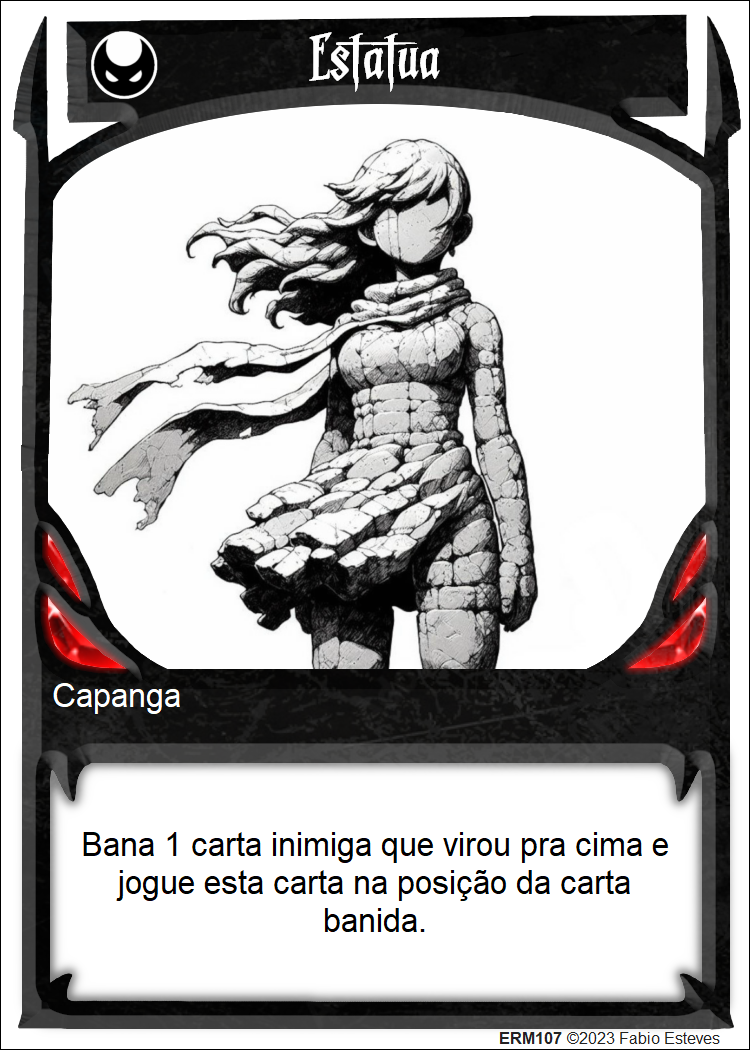 Estatua
Capanga
Bana 1 carta inimiga que virou pra cima e
jogue esta carta na posição da carta
banida.
ERM107 ©2023 Fabio Esteves